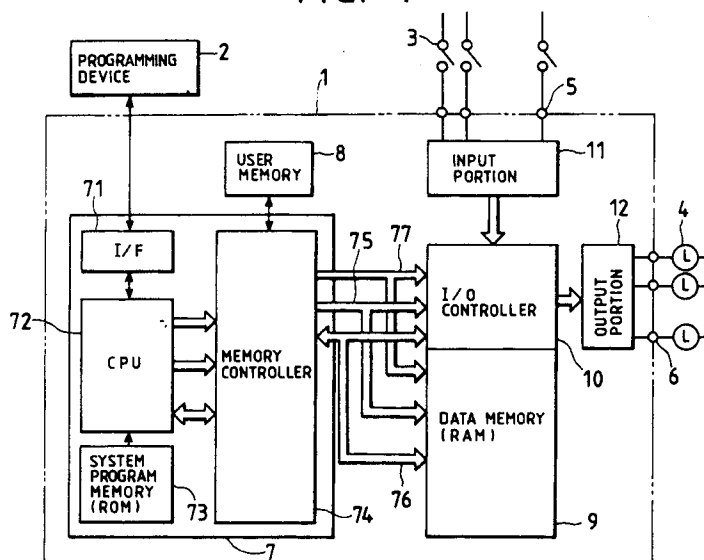 PROGRAMMING
DEVICE
2
3
1
5
USER
MEMORY
8
INPUT
PORTION
11
71
I/F
75
77
12
4
72
CPU
MEMORY
CONTROLLER
I/O
CONTROLLER
OUTPUT
PORTION
L
L
L
10
6
DATA MEMORY
(RAM)
SYSTEM
PROGRAM
MEMORY
(ROM)
73
74
76
9
7